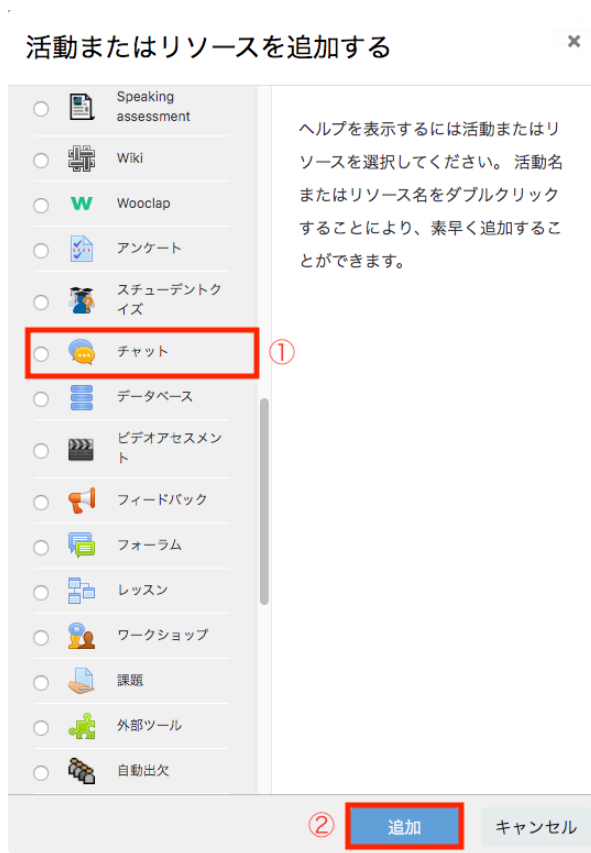 活動またはリソースを追加する
×
Speaking
assessment
Wiki
W
Wooclap
アンケート
スチューデントク
イズ
チャット
①
データベース
ビデオアセスメン
ト
フィードバック
フォーラム
レッスン
ワークショップ
課題
外部ツール
自動出欠
ヘルプを表示するには活動またはリ
ソースを選択してください。 活動名
またはリソース名をダブルクリック
することにより、素早く追加するこ
とができます。
②
追加
キャンセル